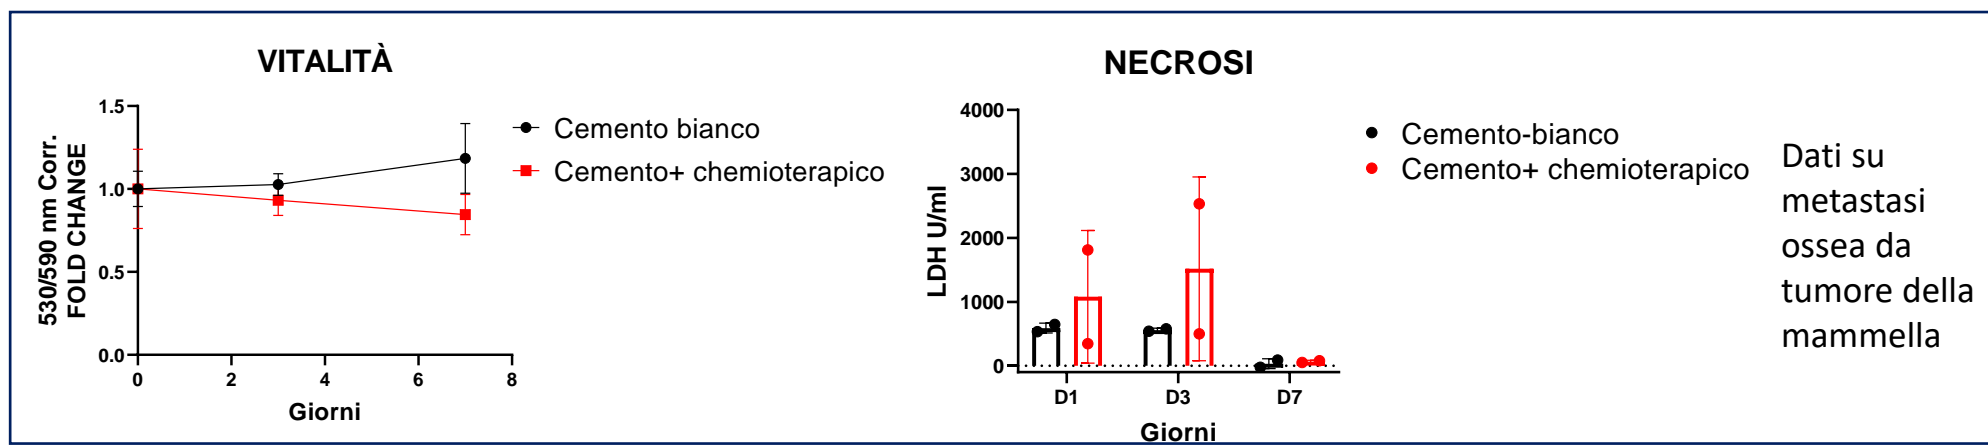 VITALITÀ
530/590 nm Corr.
FOLD CHANGE
1.5
1.0
0.5
0.0
0
2
4
6
8
Giorni
Cemento bianco
Cemento+ chemioterapico
NECROSI
LDH U/ml
4000
3000
2000
1000
0
D1
D3
D7
Giorni
Cemento-bianco
Cemento+ chemioterapico
Dati su
metastasi
ossea da
tumore della
mammella